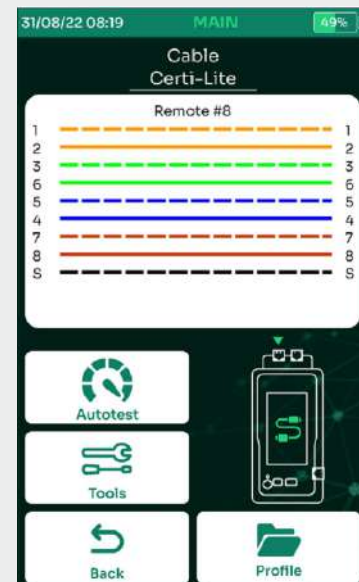 31/08/22 08:19 MAIN 49%
Cable
Certi-Lite
Remote #8
1 1
2 2
3 3
6 6
5 5
4 4
7 7
8 8
S S
Autotest
Tools
Back
Profile